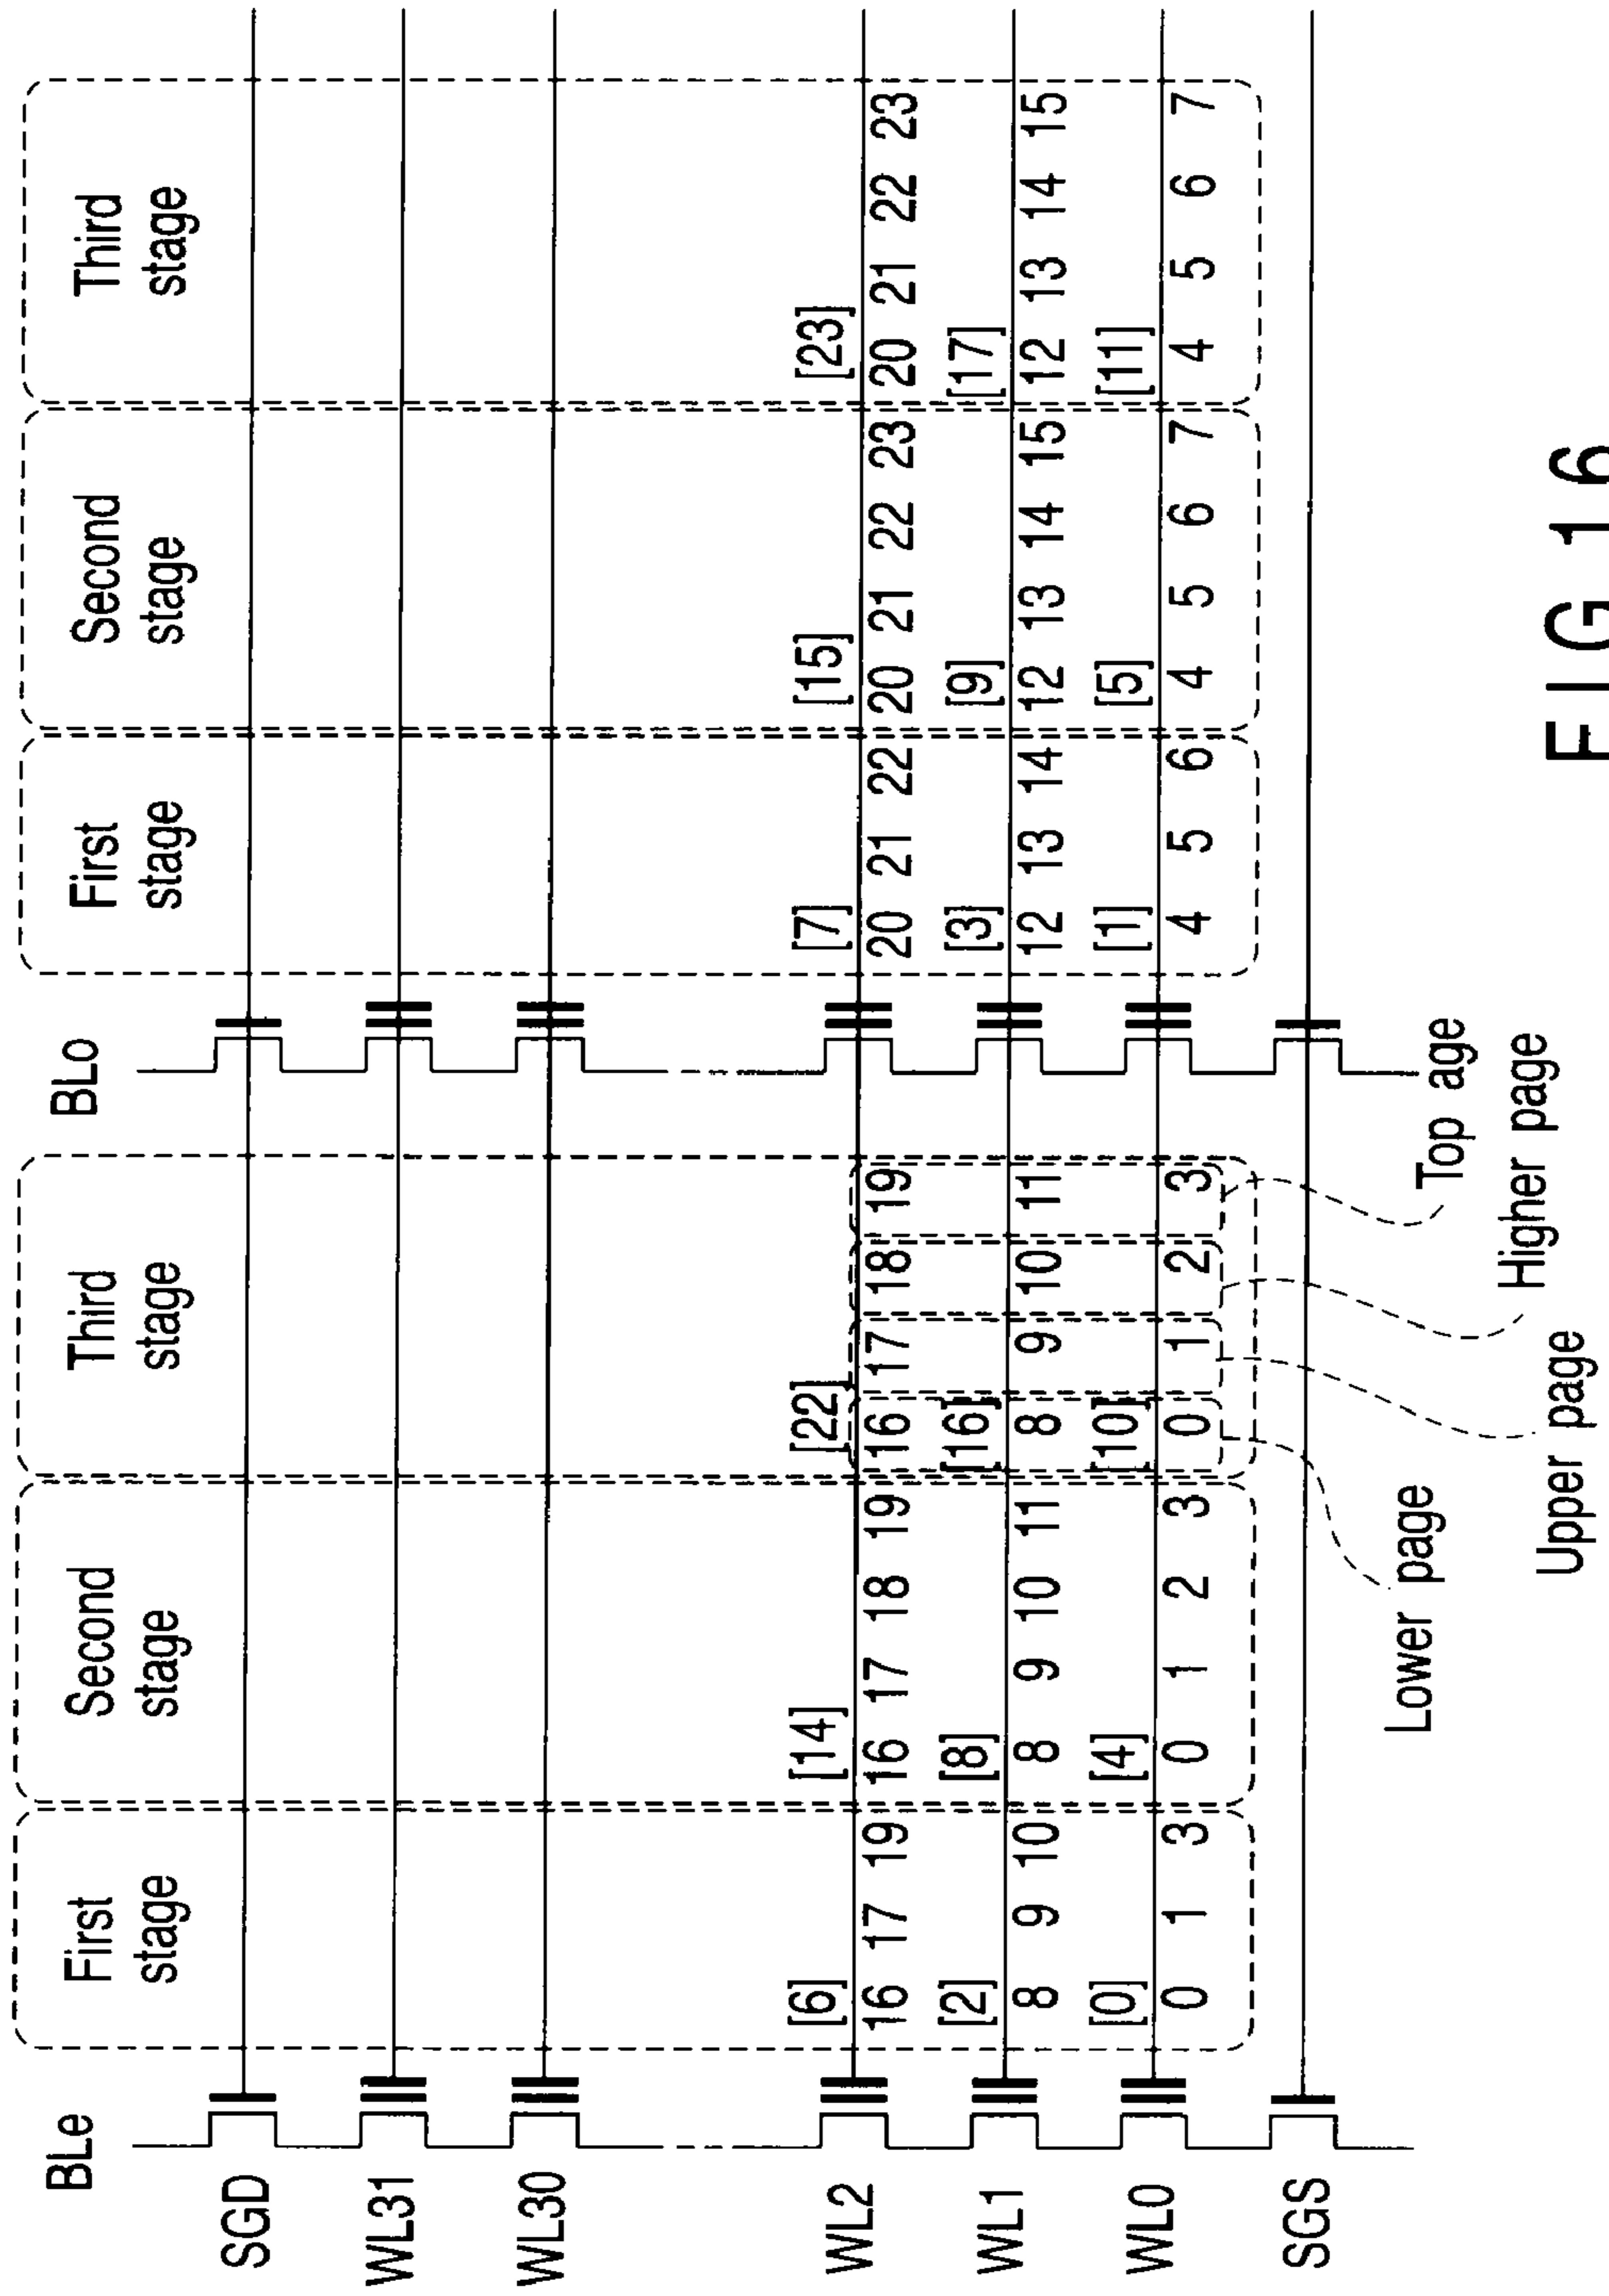 BLe
BLo
First stage
Second stage
Third stage
First stage
Second stage
Third stage
SGD
WL31
WL30
[6] [14] [22] [7] [15] [23]
WL2 16 17 19 16 17 18 19 16 17 18 19 20 21 22 20 21 22 23 20 21 22 23
[2] [8] [16] [3] [9] [17]
WL1 8 9 10 8 9 10 11 8 9 10 11 12 13 14 12 13 14 15 12 13 14 15
[0] [4] [10] [1] [5] [11]
WL0 0 1 3 0 1 2 3 0 1 2 3 4 5 6 4 5 6 7 4 5 6 7
SGS
Lower page
Upper page
Higher page
Top age
FIG 16